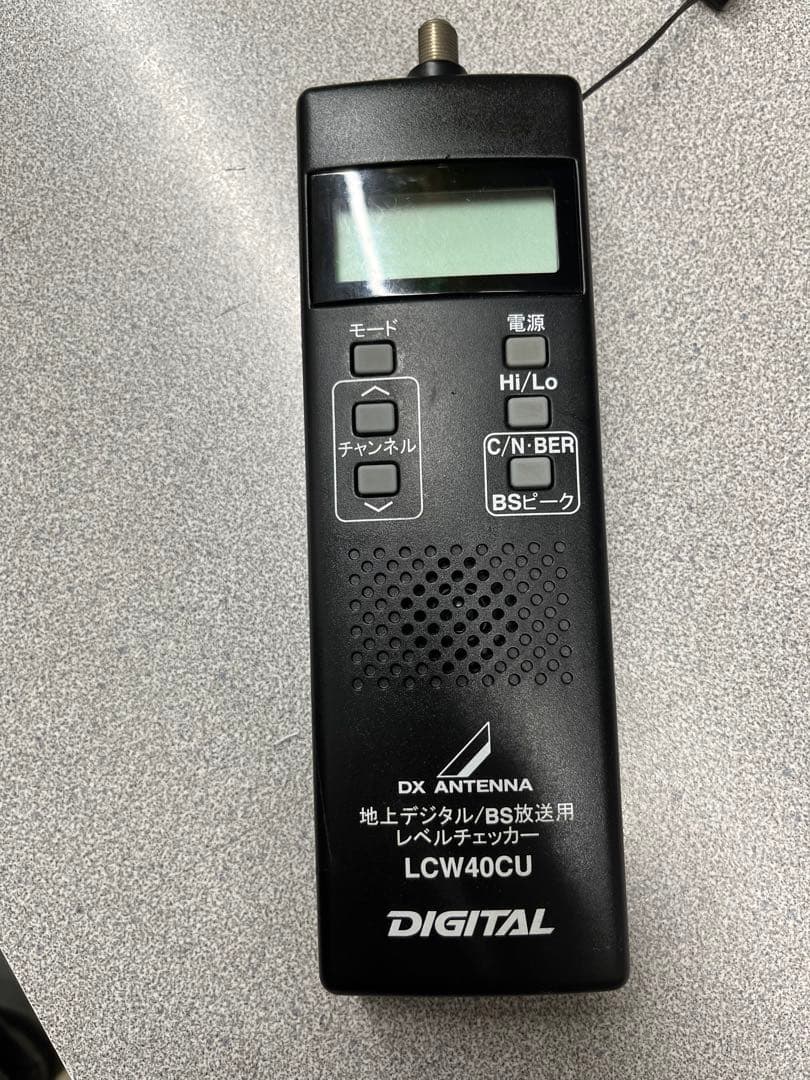 モード
電源
Hi/Lo
チャンネル
C/N･BER
BSピーク
DX ANTENNA
地上デジタル/BS放送用
レベルチェッカー
LCW40CU
DIGITAL